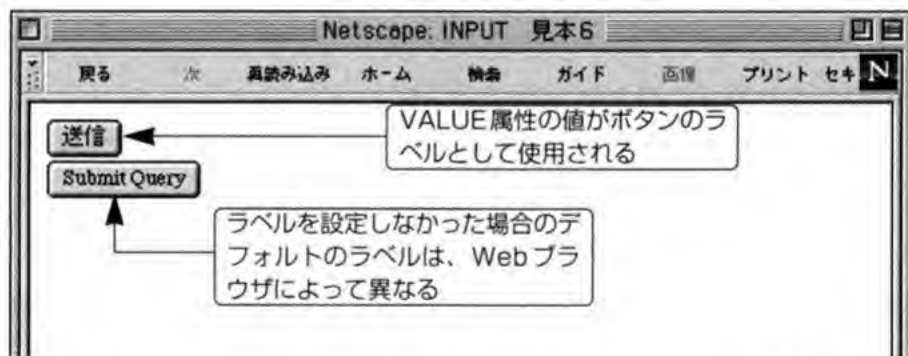 Netscape: INPUT 見本6
戻る 次 再読み込み ホーム 検索 ガイド 画像 プリント セキ N
送信
VALUE属性の値がボタンのラ
ベルとして使用される
Submit Query
ラベルを設定しなかった場合のデ
フォルトのラベルは、Webブラ
ウザによって異なる